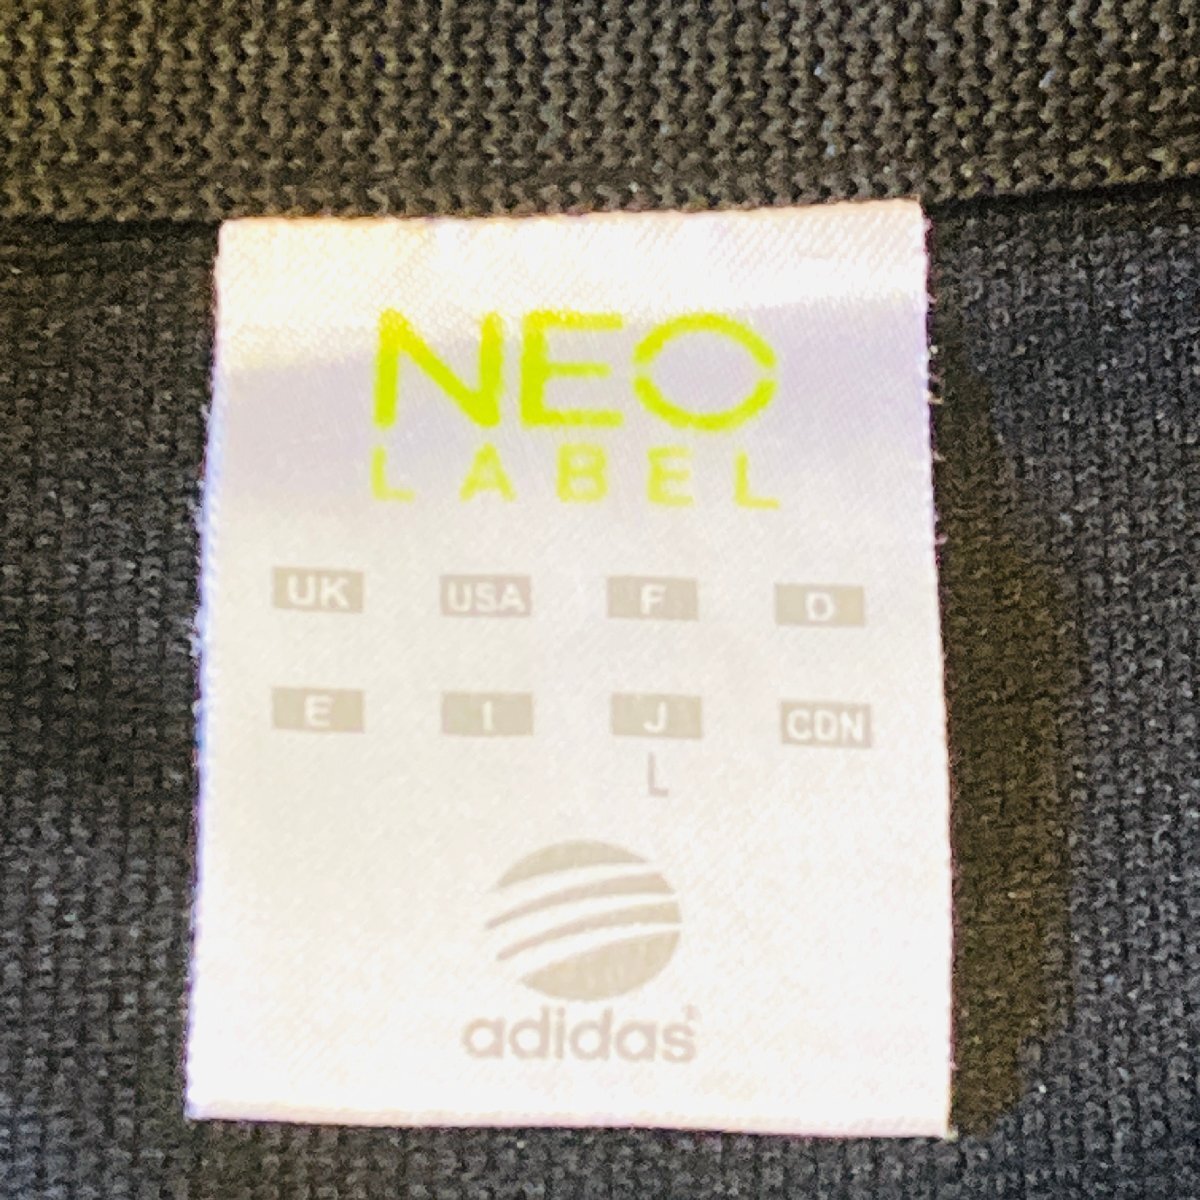 NEO
LABEL
UK USA F D
E I J CDN
L
adidas